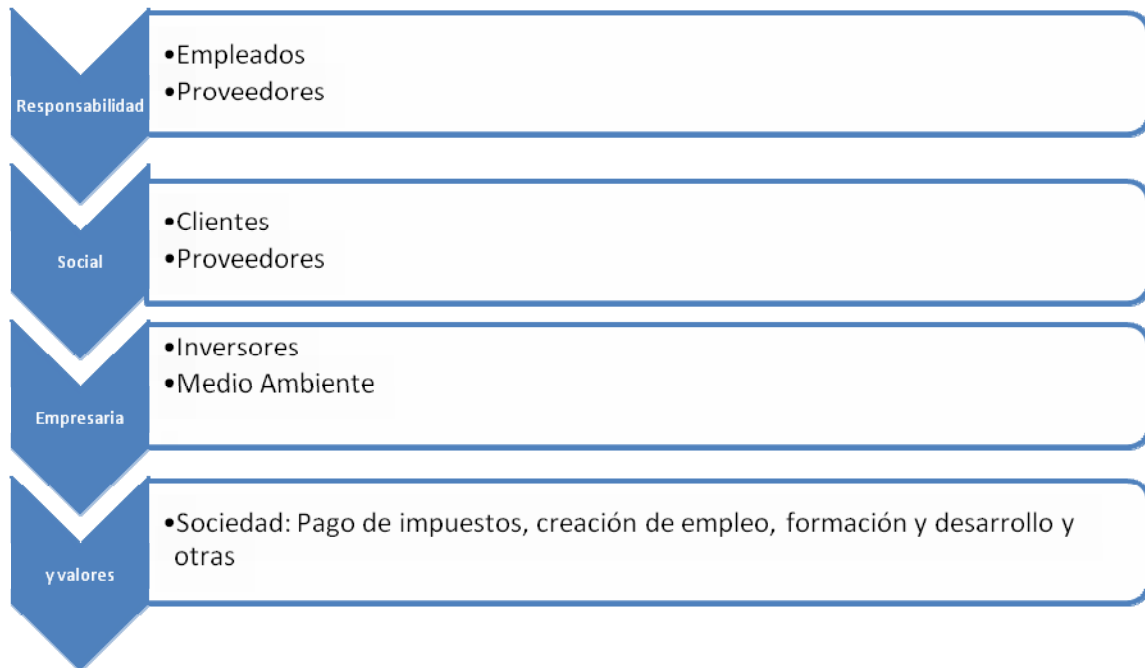 Responsabilidad
•Empleados
•Proveedores
Social
•Clientes
•Proveedores
Empresaria
•Inversores
•Medio Ambiente
y valores
•Sociedad: Pago de impuestos, creación de empleo, formación y desarrollo y
otras